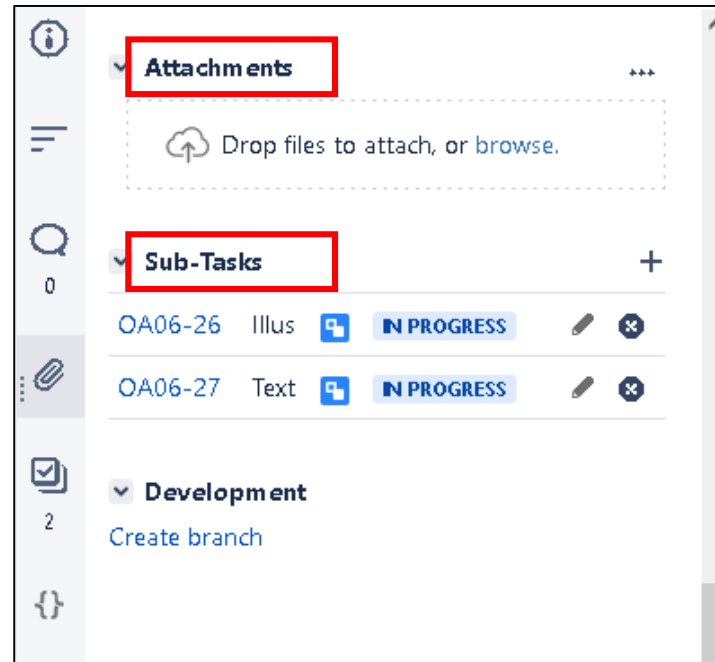 Attachments
Drop files to attach, or browse.
0
Sub-Tasks
OA06-26 Illus IN PROGRESS
OA06-27 Text IN PROGRESS
2
Development
Create branch
{}